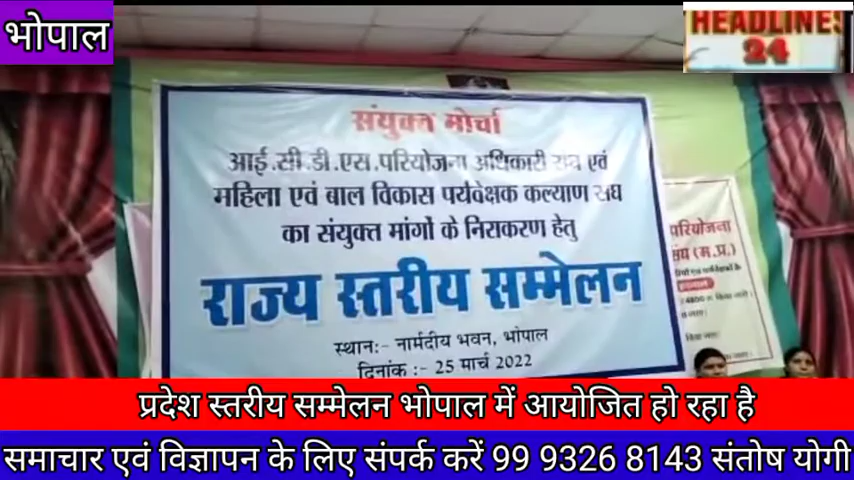 भोपाल
HEADLINES
24
संयुक्त मोर्चा
आई.सी.डी.एस.परियोजना अधिकारी संघ एवं
महिला एवं बाल विकास पर्यवेक्षक कल्याण संघ
का संयुक्त मांगों के निराकरण हेतु
राज्य स्तरीय सम्मेलन
स्थान:- नार्मदीय भवन, भोपाल
दिनांक :- 25 मार्च 2022
परियोजना
संघ (म.प्र.)
प्रदेश स्तरीय सम्मेलन भोपाल में आयोजित हो रहा है
समाचार एवं विज्ञापन के लिए संपर्क करें 99 9326 8143 संतोष योगी